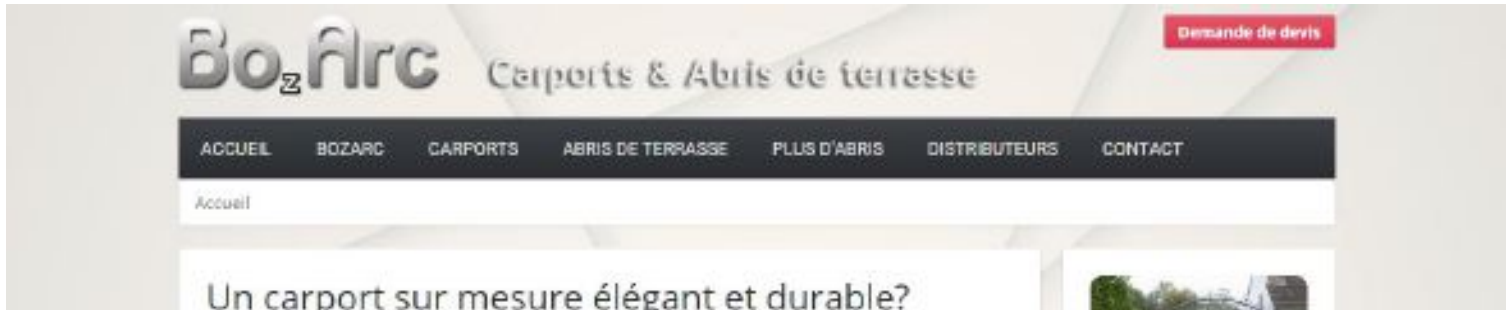 BozArc Carports & Abris de terrasse
Demande de devis
ACCUEIL BOZARC CARPORTS ABRIS DE TERRASSE PLUS D'ABRIS DISTRIBUTEURS CONTACT
Accueil
Un carport sur mesure élégant et durable?